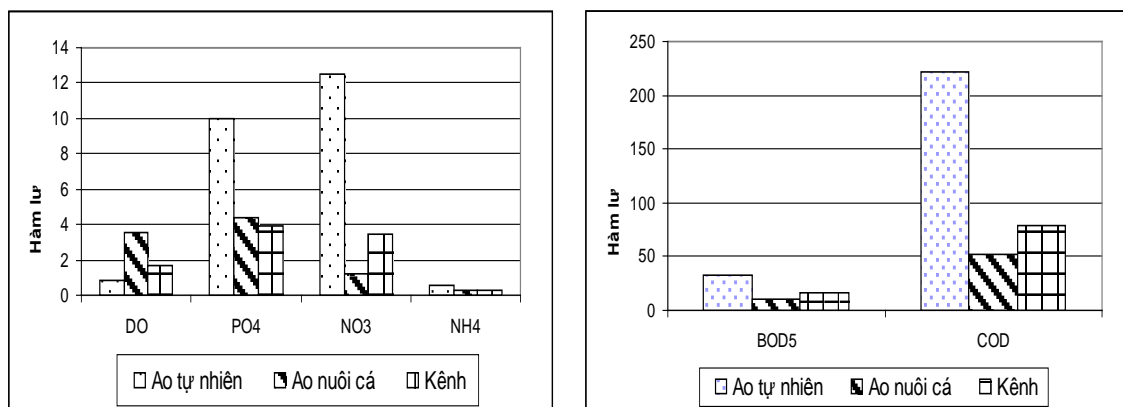 Hàm lư
14
12
10
8
6
4
2
0
DO PO4 NO3 NH4
Ao tự nhiên Ao nuôi cá Kênh
Hàm lư
250
200
150
100
50
0
BOD5 COD
Ao tự nhiên Ao nuôi cá Kênh